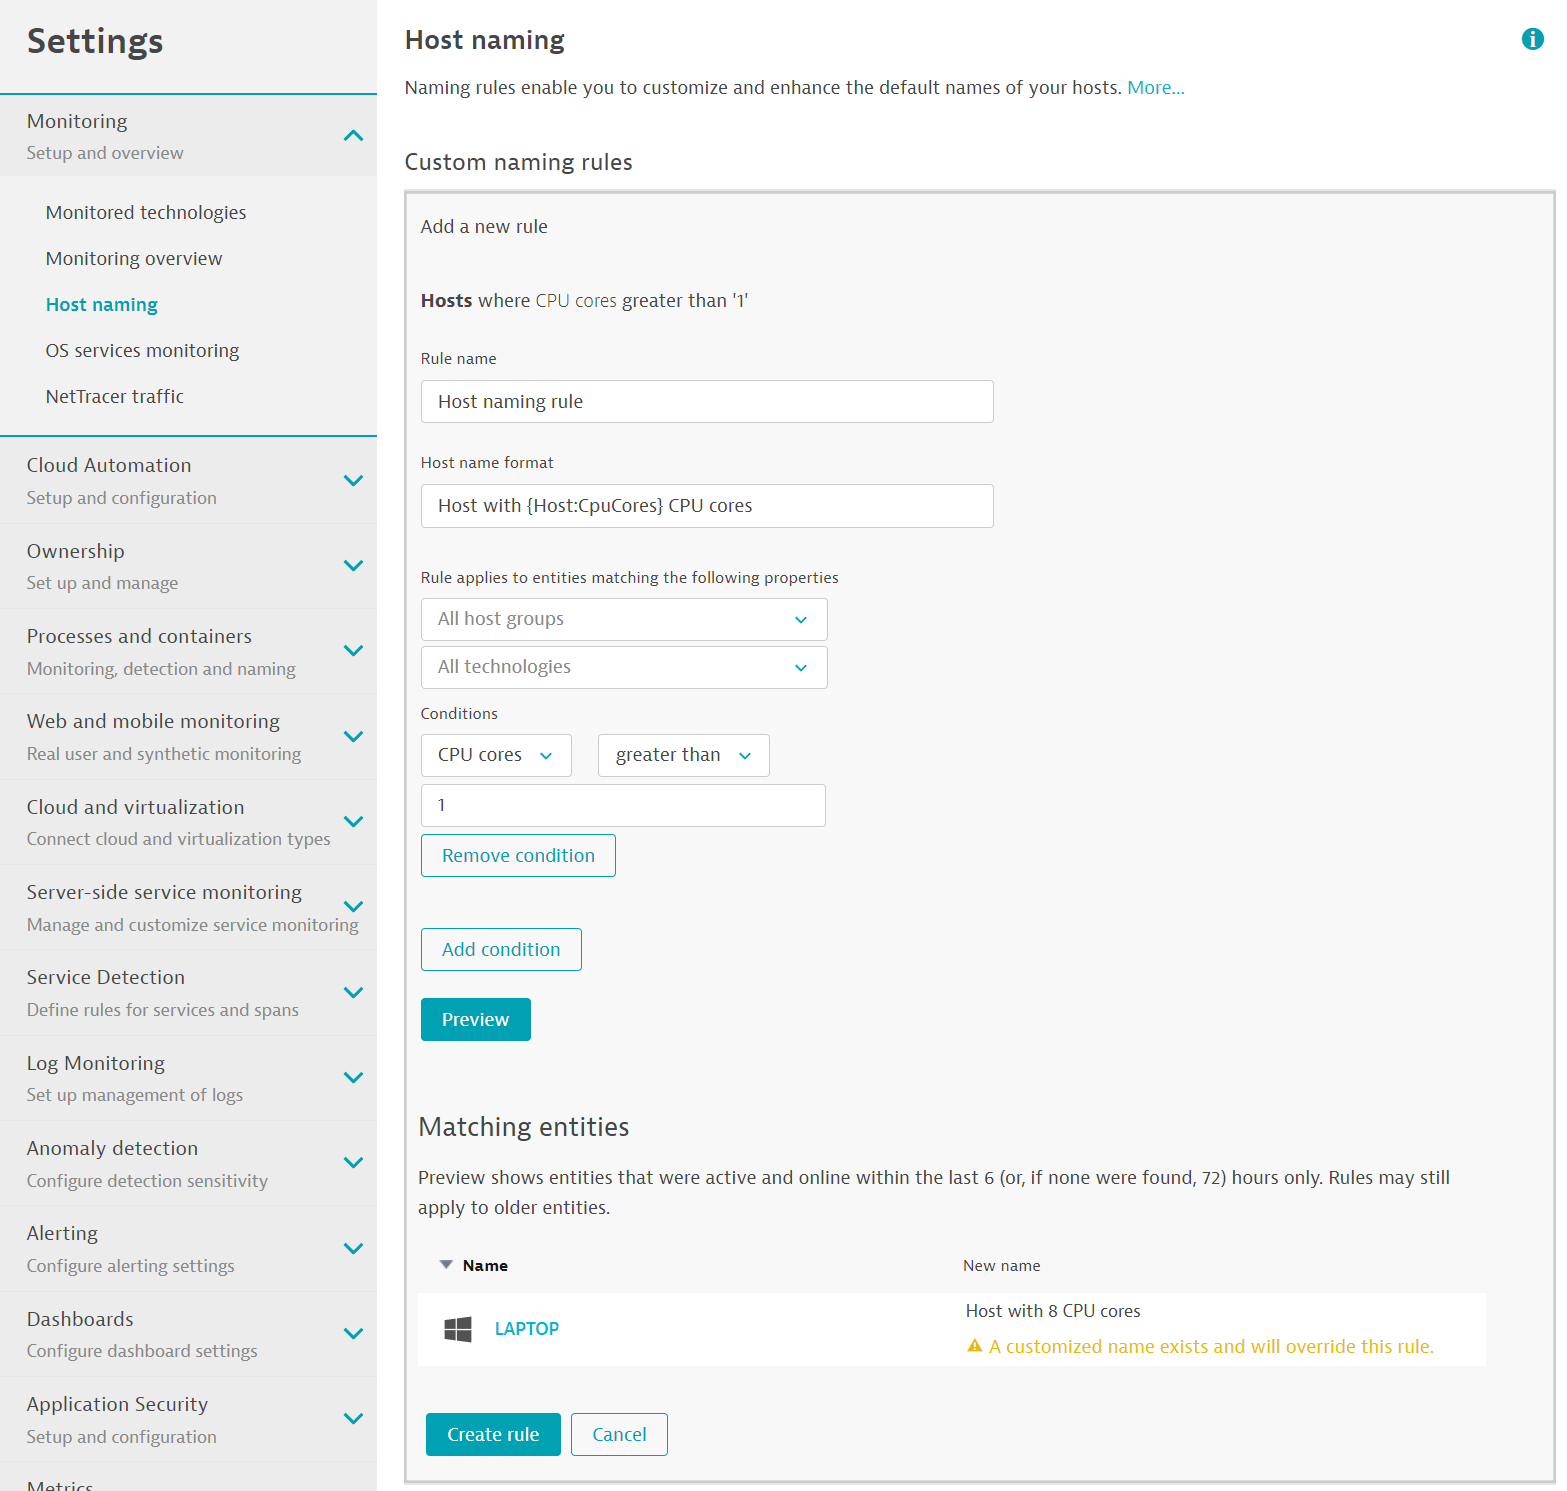 Settings
Monitoring
Setup and overview
Monitored technologies
Monitoring overview
Host naming
OS services monitoring
NetTracer traffic
Cloud Automation
Setup and configuration
Ownership
Set up and manage
Processes and containers
Monitoring, detection and naming
Web and mobile monitoring
Real user and synthetic monitoring
Cloud and virtualization
Connect cloud and virtualization types
Server-side service monitoring
Manage and customize service monitoring
Service Detection
Define rules for services and spans
Log Monitoring
Set up management of logs
Anomaly detection
Configure detection sensitivity
Alerting
Configure alerting settings
Dashboards
Configure dashboard settings
Application Security
Setup and configuration
Metrics
Host naming
Naming rules enable you to customize and enhance the default names of your hosts. More...
Custom naming rules
Add a new rule
Hosts where CPU cores greater than '1'
Rule name
Host naming rule
Host name format
Host with {Host:CpuCores} CPU cores
Rule applies to entities matching the following properties
All host groups
All technologies
Conditions
CPU cores greater than
1
Remove condition
Add condition
Preview
Matching entities
Preview shows entities that were active and online within the last 6 (or, if none were found, 72) hours only. Rules may still
apply to older entities.
Name New name
LAPTOP Host with 8 CPU cores
A customized name exists and will override this rule.
Create rule Cancel